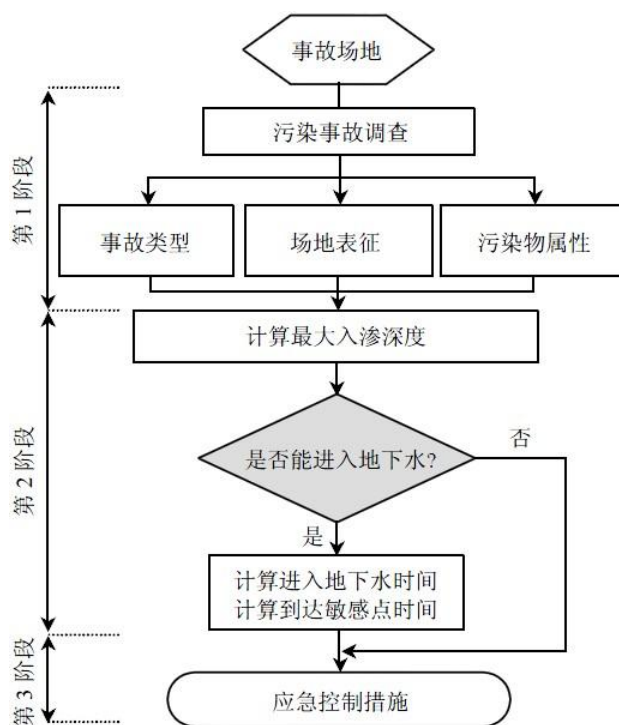 事故场地
污染事故调查
第1阶段
事故类型
场地表征
污染物属性
计算最大入渗深度
是否能进入地下水?
否
第2阶段
是
计算进入地下水时间
计算到达敏感点时间
第3阶段
应急控制措施